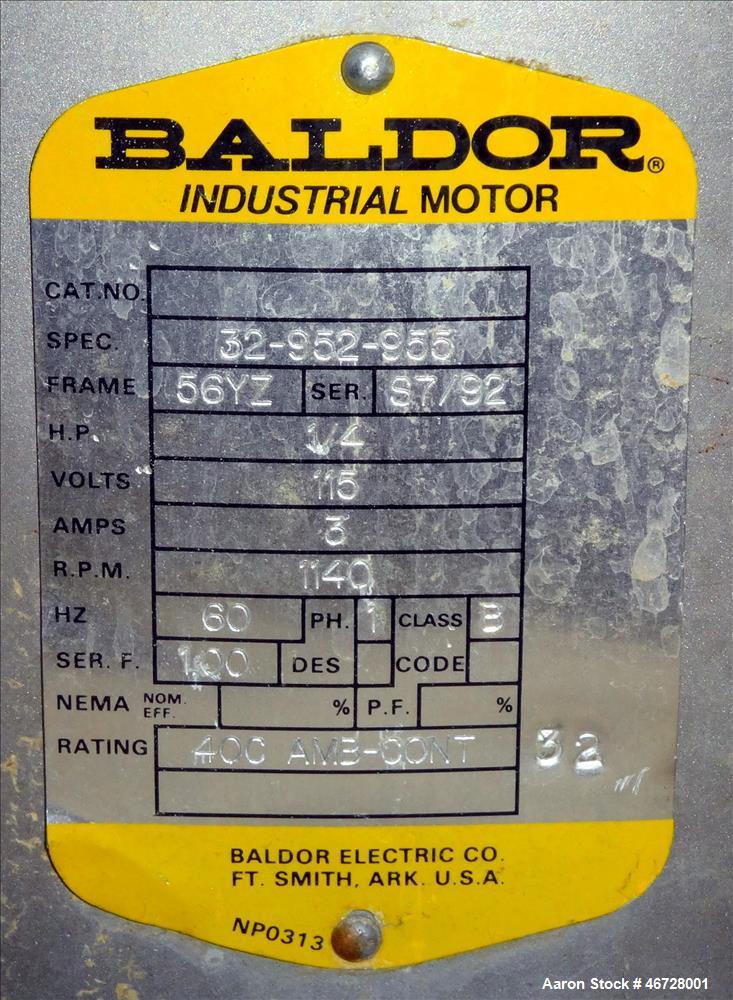 BALDOR®
INDUSTRIAL MOTOR
CAT.NO.
SPEC. 32-952-955
FRAME 56YZ SER. S7/92
H.P. 1/4
VOLTS 115
AMPS 3
R.P.M. 1140
HZ 60 PH. 1 CLASS B
SER. F. 1.00 DES CODE
NEMA NOM. EFF. % P.F. %
RATING 40C AMB-CONT 32
BALDOR ELECTRIC CO.
FT. SMITH, ARK. U.S.A.
NP0313
Aaron Stock # 46728001